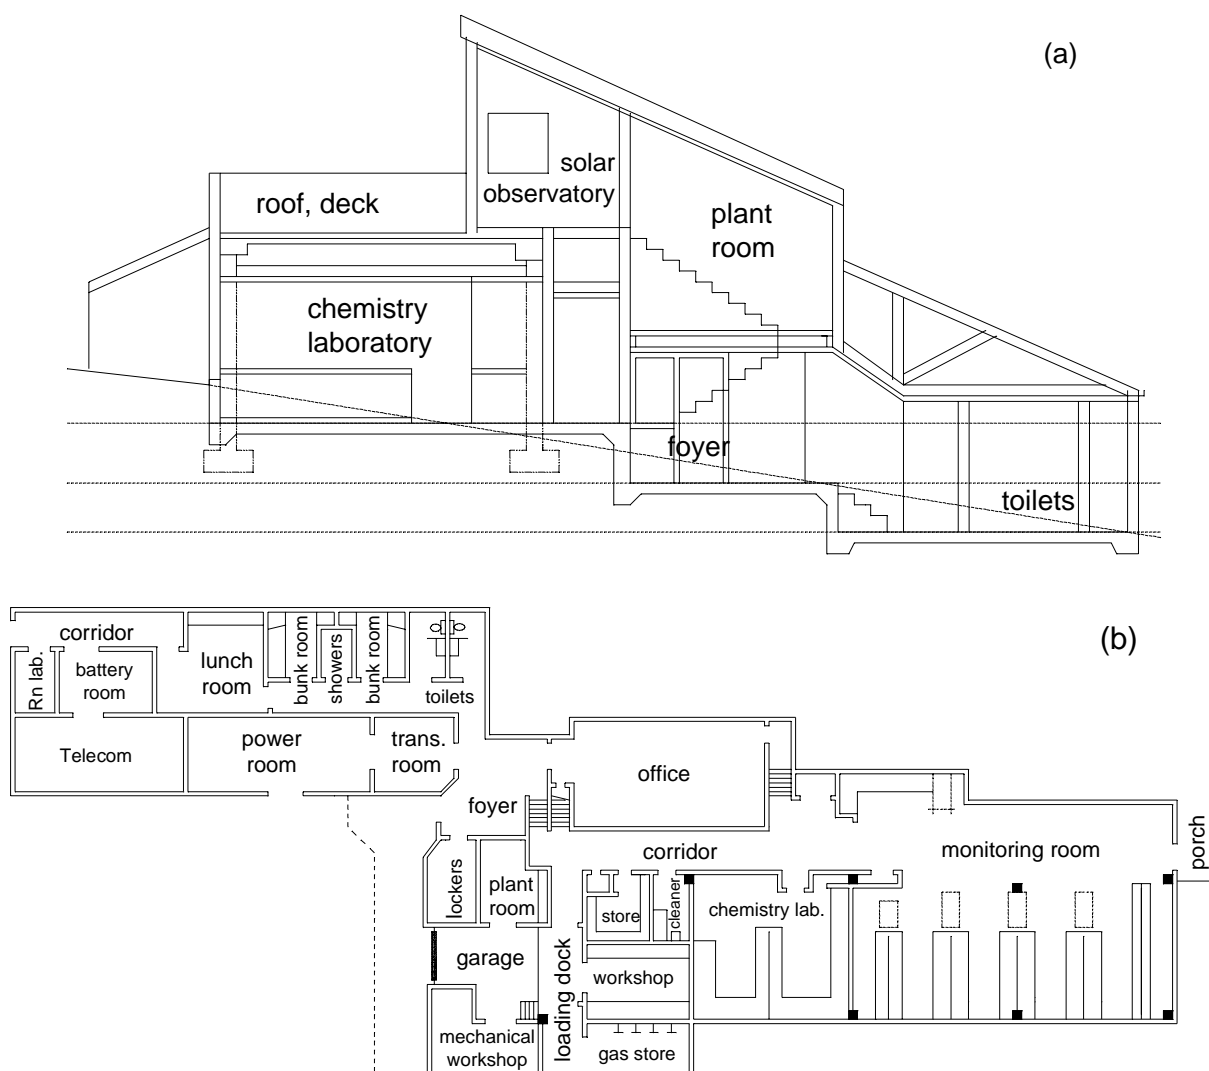 (a)
solar
observatory
roof, deck
plant
room
chemistry
laboratory
foyer
toilets
(b)
corridor
Rn lab.
battery
room
lunch
room
bunk room
showers
bunk room
toilets
Telecom
power
room
trans.
room
office
foyer
corridor
monitoring room
porch
lockers
plant
room
store
cleaner
chemistry lab.
garage
loading dock
workshop
mechanical
workshop
gas store